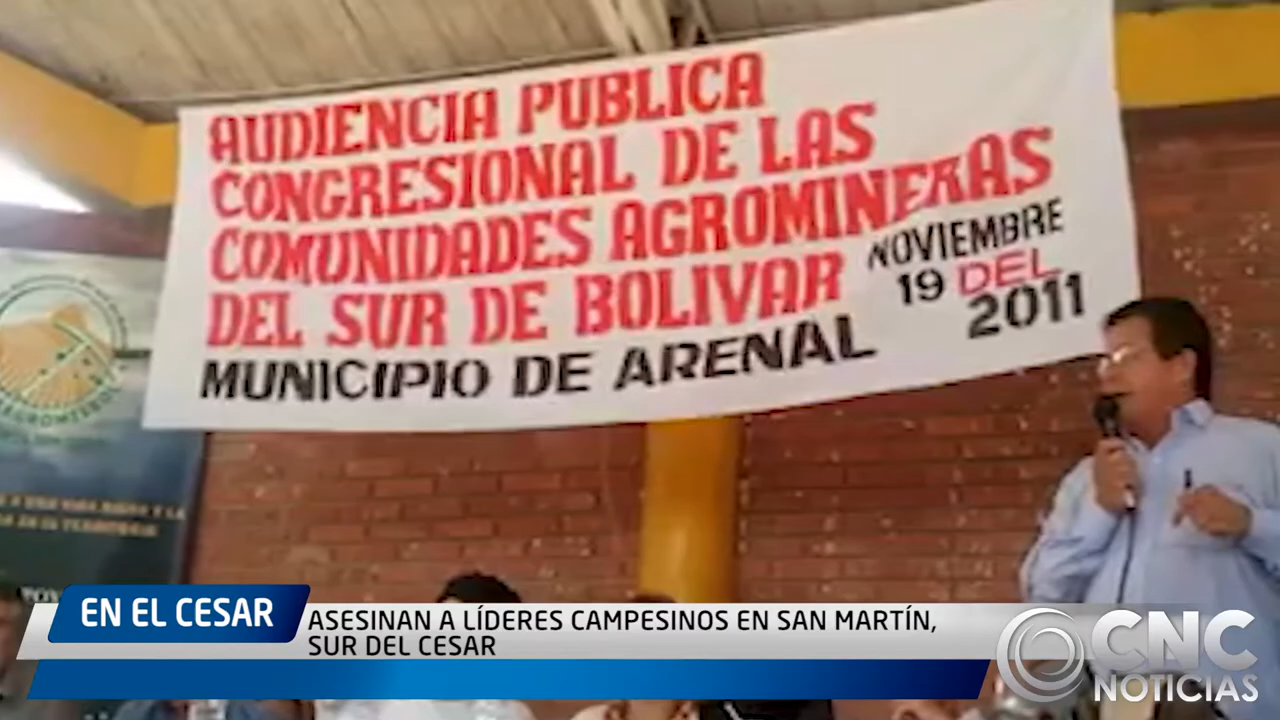 AUDIENCIA PUBLICA
CONGRESIONAL DE LAS
COMUNIDADES AGROMINERAS
DEL SUR DE BOLIVAR
MUNICIPIO DE ARENAL
NOVIEMBRE
19 DEL
2011
EN EL CESAR
ASESINAN A LÍDERES CAMPESINOS EN SAN MARTÍN,
SUR DEL CESAR
CNC
NOTICIAS